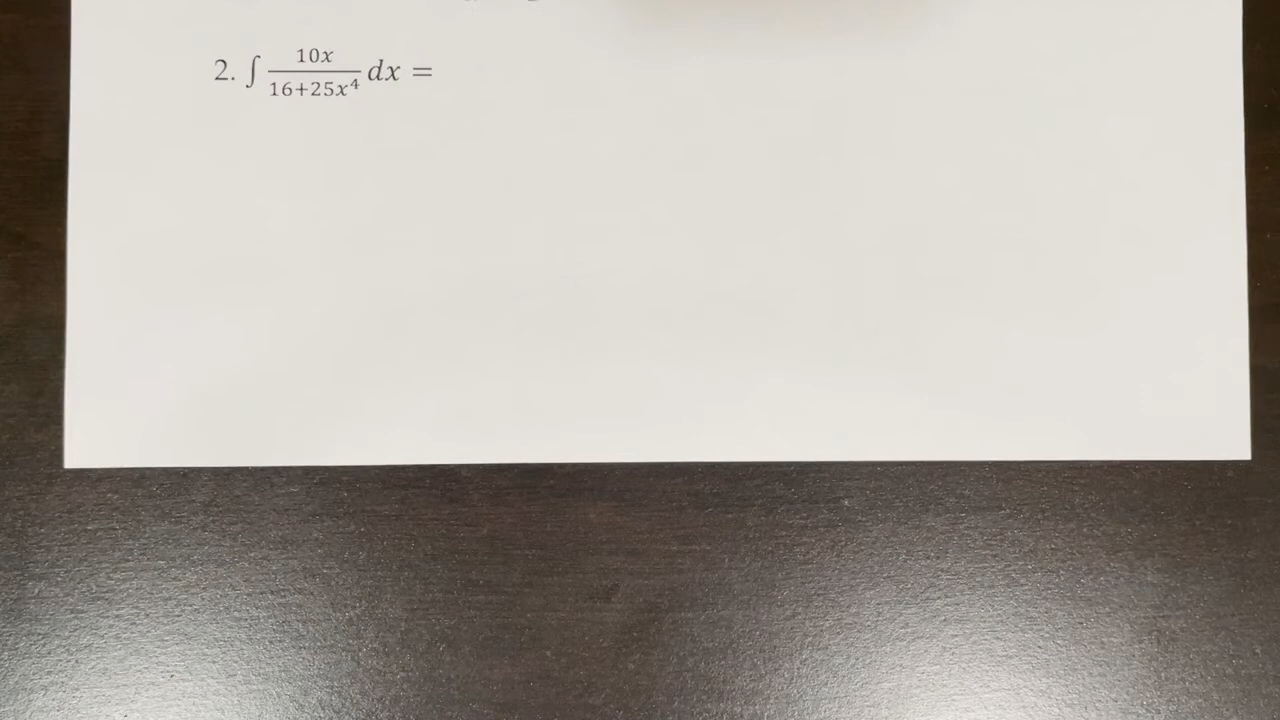 2. ∫ 10x/16+25x⁴ dx =